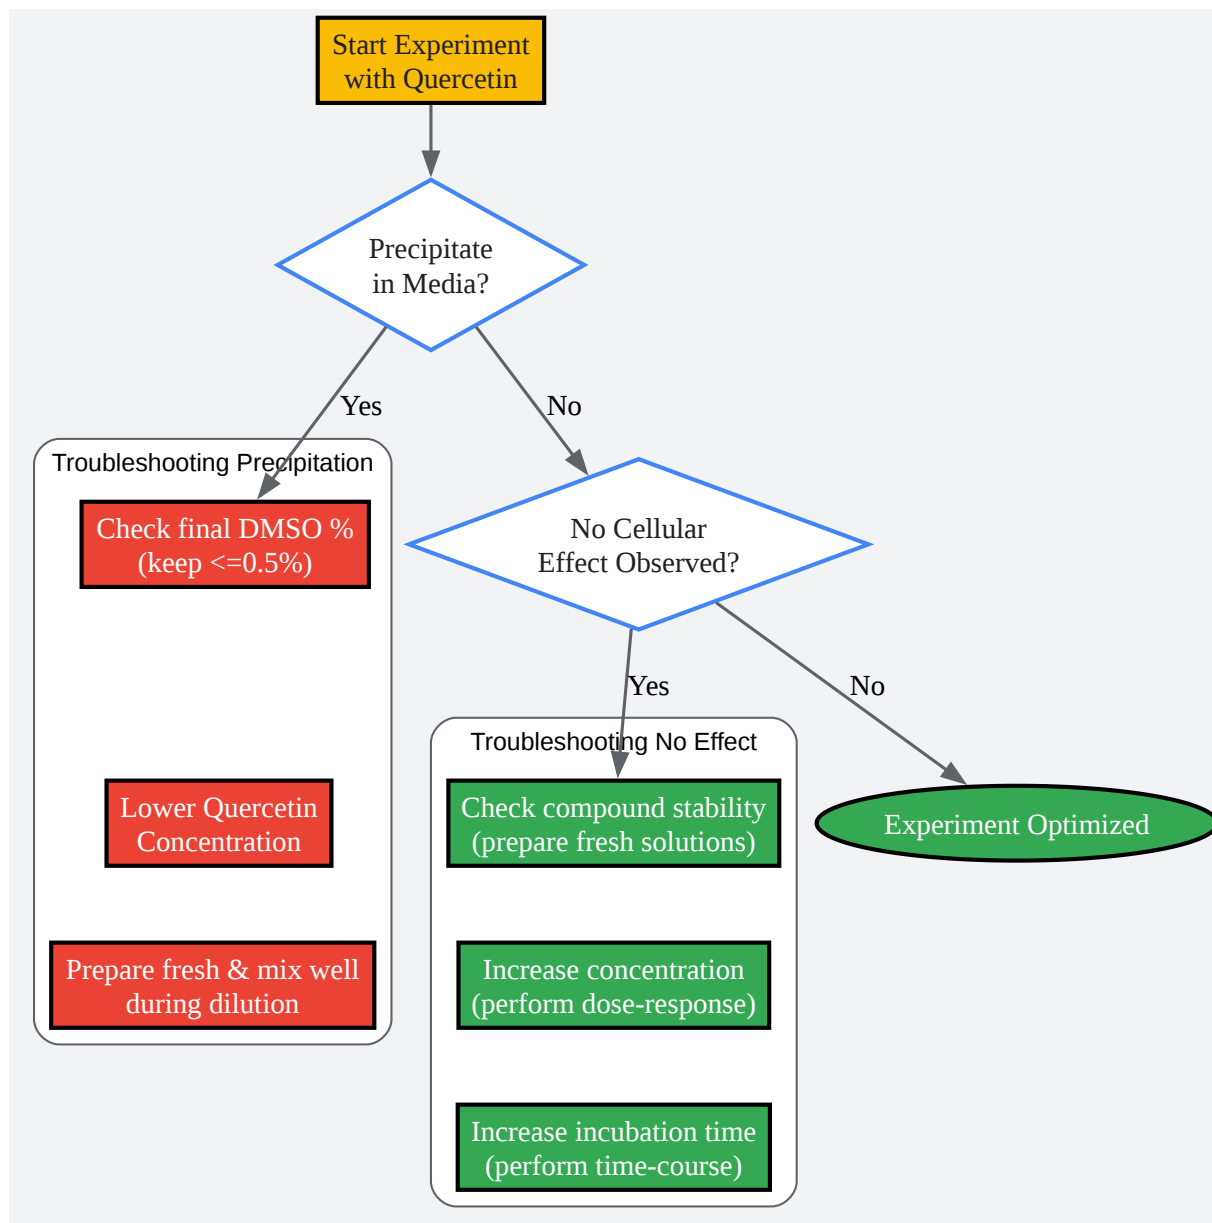 Start Experiment
with Quercetin
Precipitate
in Media?
Yes
No
Troubleshooting Precipitation
Check final DMSO %
(keep <=0.5%)
Lower Quercetin
Concentration
Prepare fresh & mix well
during dilution
No Cellular
Effect Observed?
Yes
No
Troubleshooting No Effect
Check compound stability
(prepare fresh solutions)
Increase concentration
(perform dose-response)
Increase incubation time
(perform time-course)
Experiment Optimized